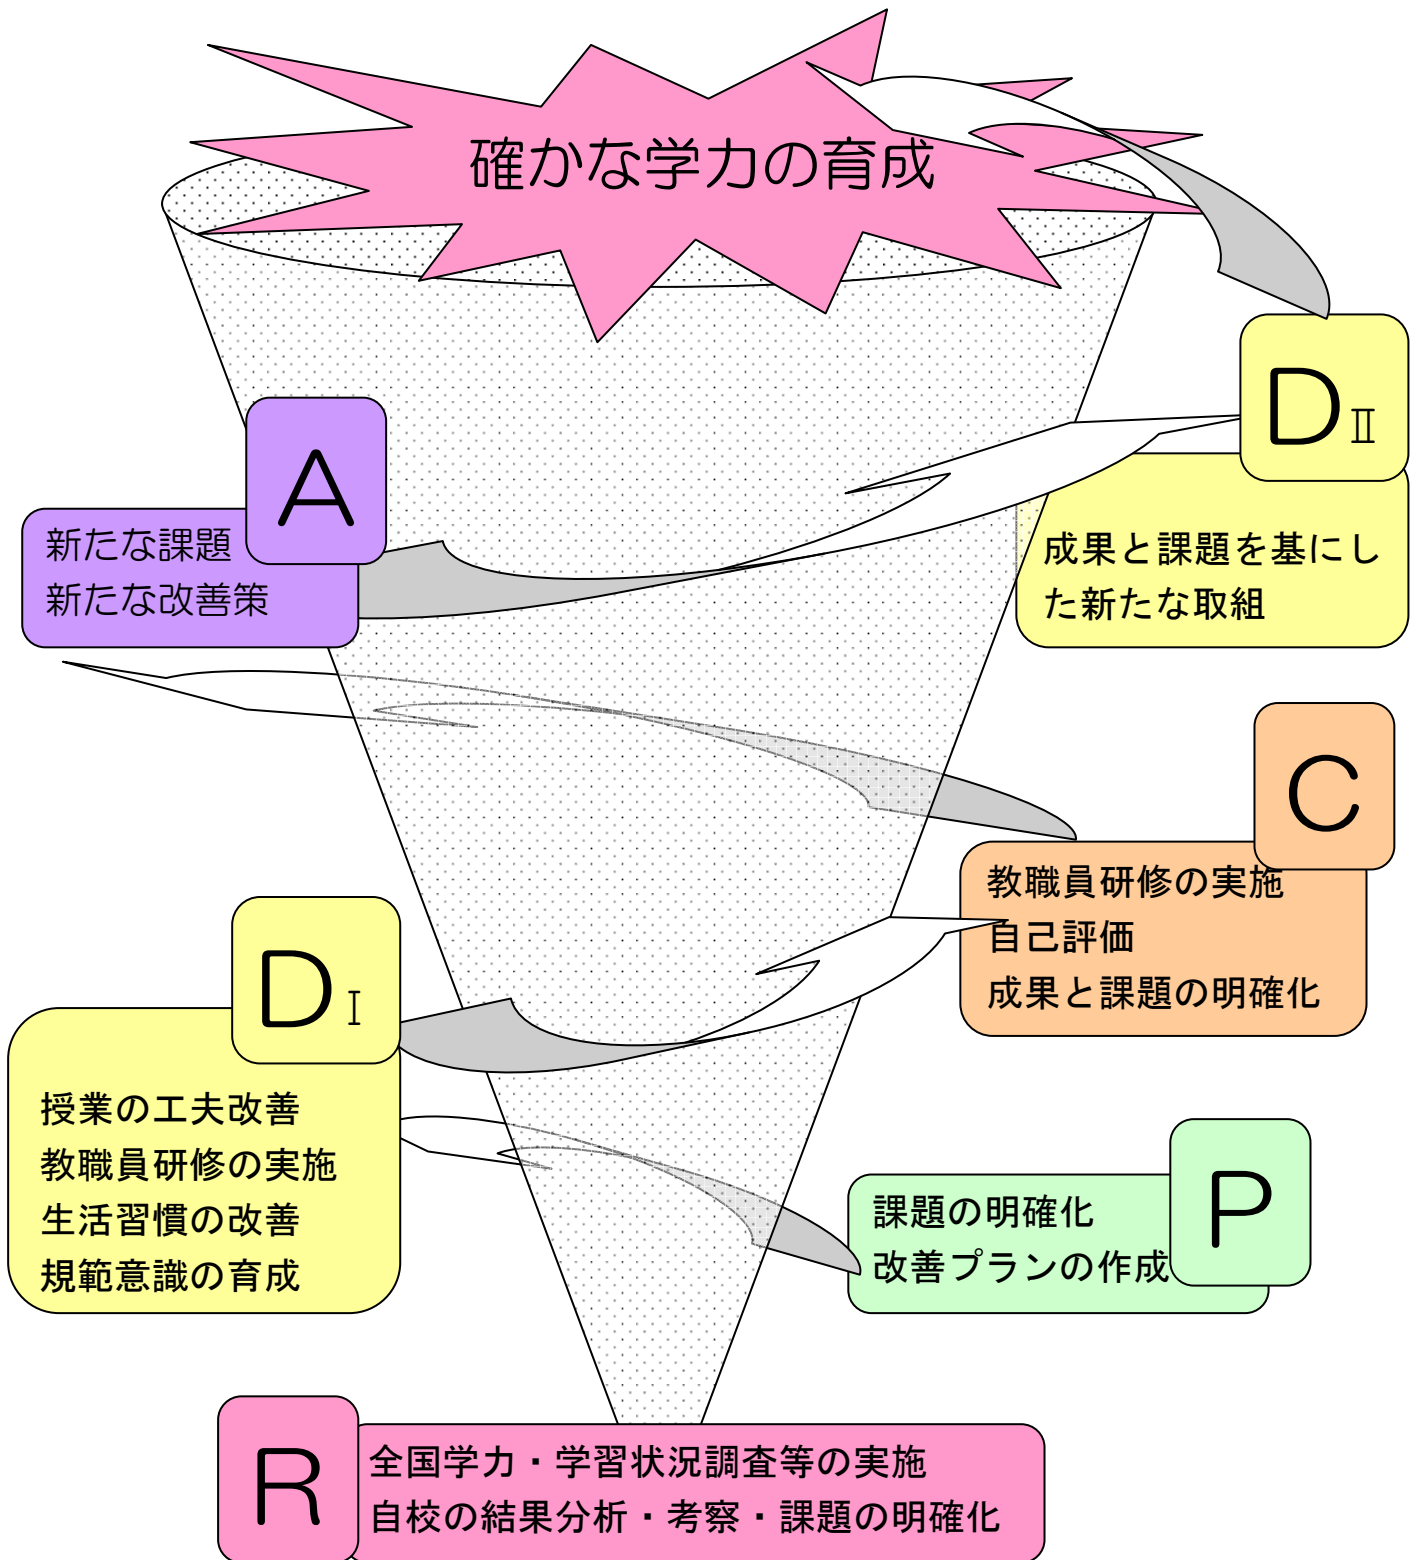 確かな学力の育成
DⅡ
成果と課題を基にし
た新たな取組
A
新たな課題
新たな改善策
C
教職員研修の実施
自己評価
成果と課題の明確化
DⅠ
授業の工夫改善
教職員研修の実施
生活習慣の改善
規範意識の育成
P
課題の明確化
改善プランの作成
R
全国学力・学習状況調査等の実施
自校の結果分析・考察・課題の明確化